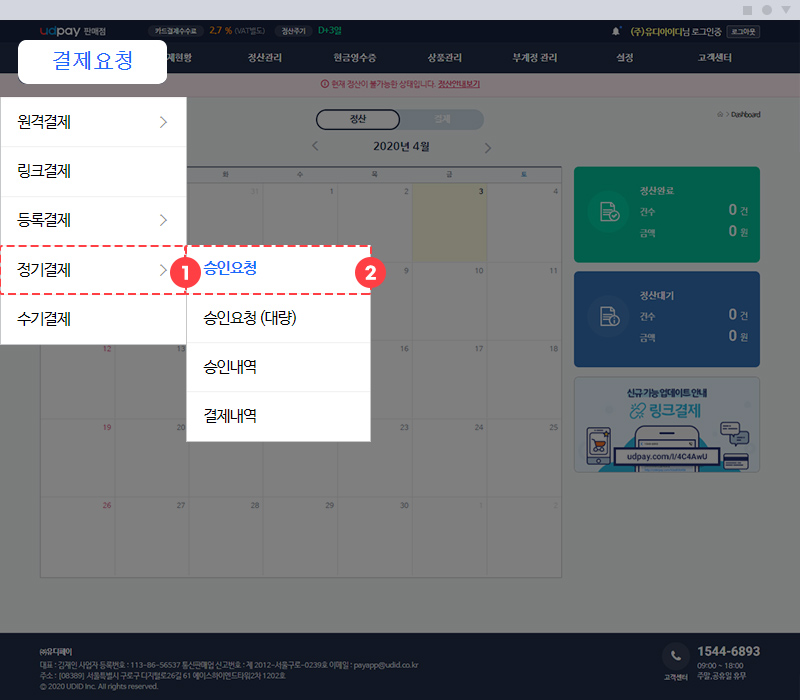 udpay 판매점 카드결제수수료 2.7 % (VAT별도) 정산주기 D+3일 (주)유디아이디님 로그인중 로그아웃
결제요청
정산관리 현금영수증 상품관리 부계정 관리 설정 고객센터
현재 정산이 불가능한 상태입니다. 정산안내보기
정산 결제
> Dashboard
2020년 4월
화 수 목 금 토
31 1 2 3 4
원격결제
링크결제
등록결제
정기결제
수기결제
1
승인요청
2
승인요청 (대량)
승인내역
결제내역
9 10 11
12 13 16 17 18
19 20 23 24 25
26 27 28 29 30 1 2
정산완료
건수 0 건
금액 0 원
정산대기
건수 0 건
금액 0 원
신규 기능 업데이트 안내
링크결제
udpay.com/l/4C4AwU
㈜유디페이
대표 : 김재인 사업자 등록번호 : 113-86-56537 통신판매업 신고번호 : 제 2012-서울구로-0239호 이메일 : payapp@udid.co.kr
주소 : [08389] 서울특별시 구로구 디지털로26길 61 에이스하이엔드타워2차 1202호
© 2020 UDID Inc. All rights reserved.
고객센터
1544-6893
09:00 ~ 18:00
주말,공휴일 휴무